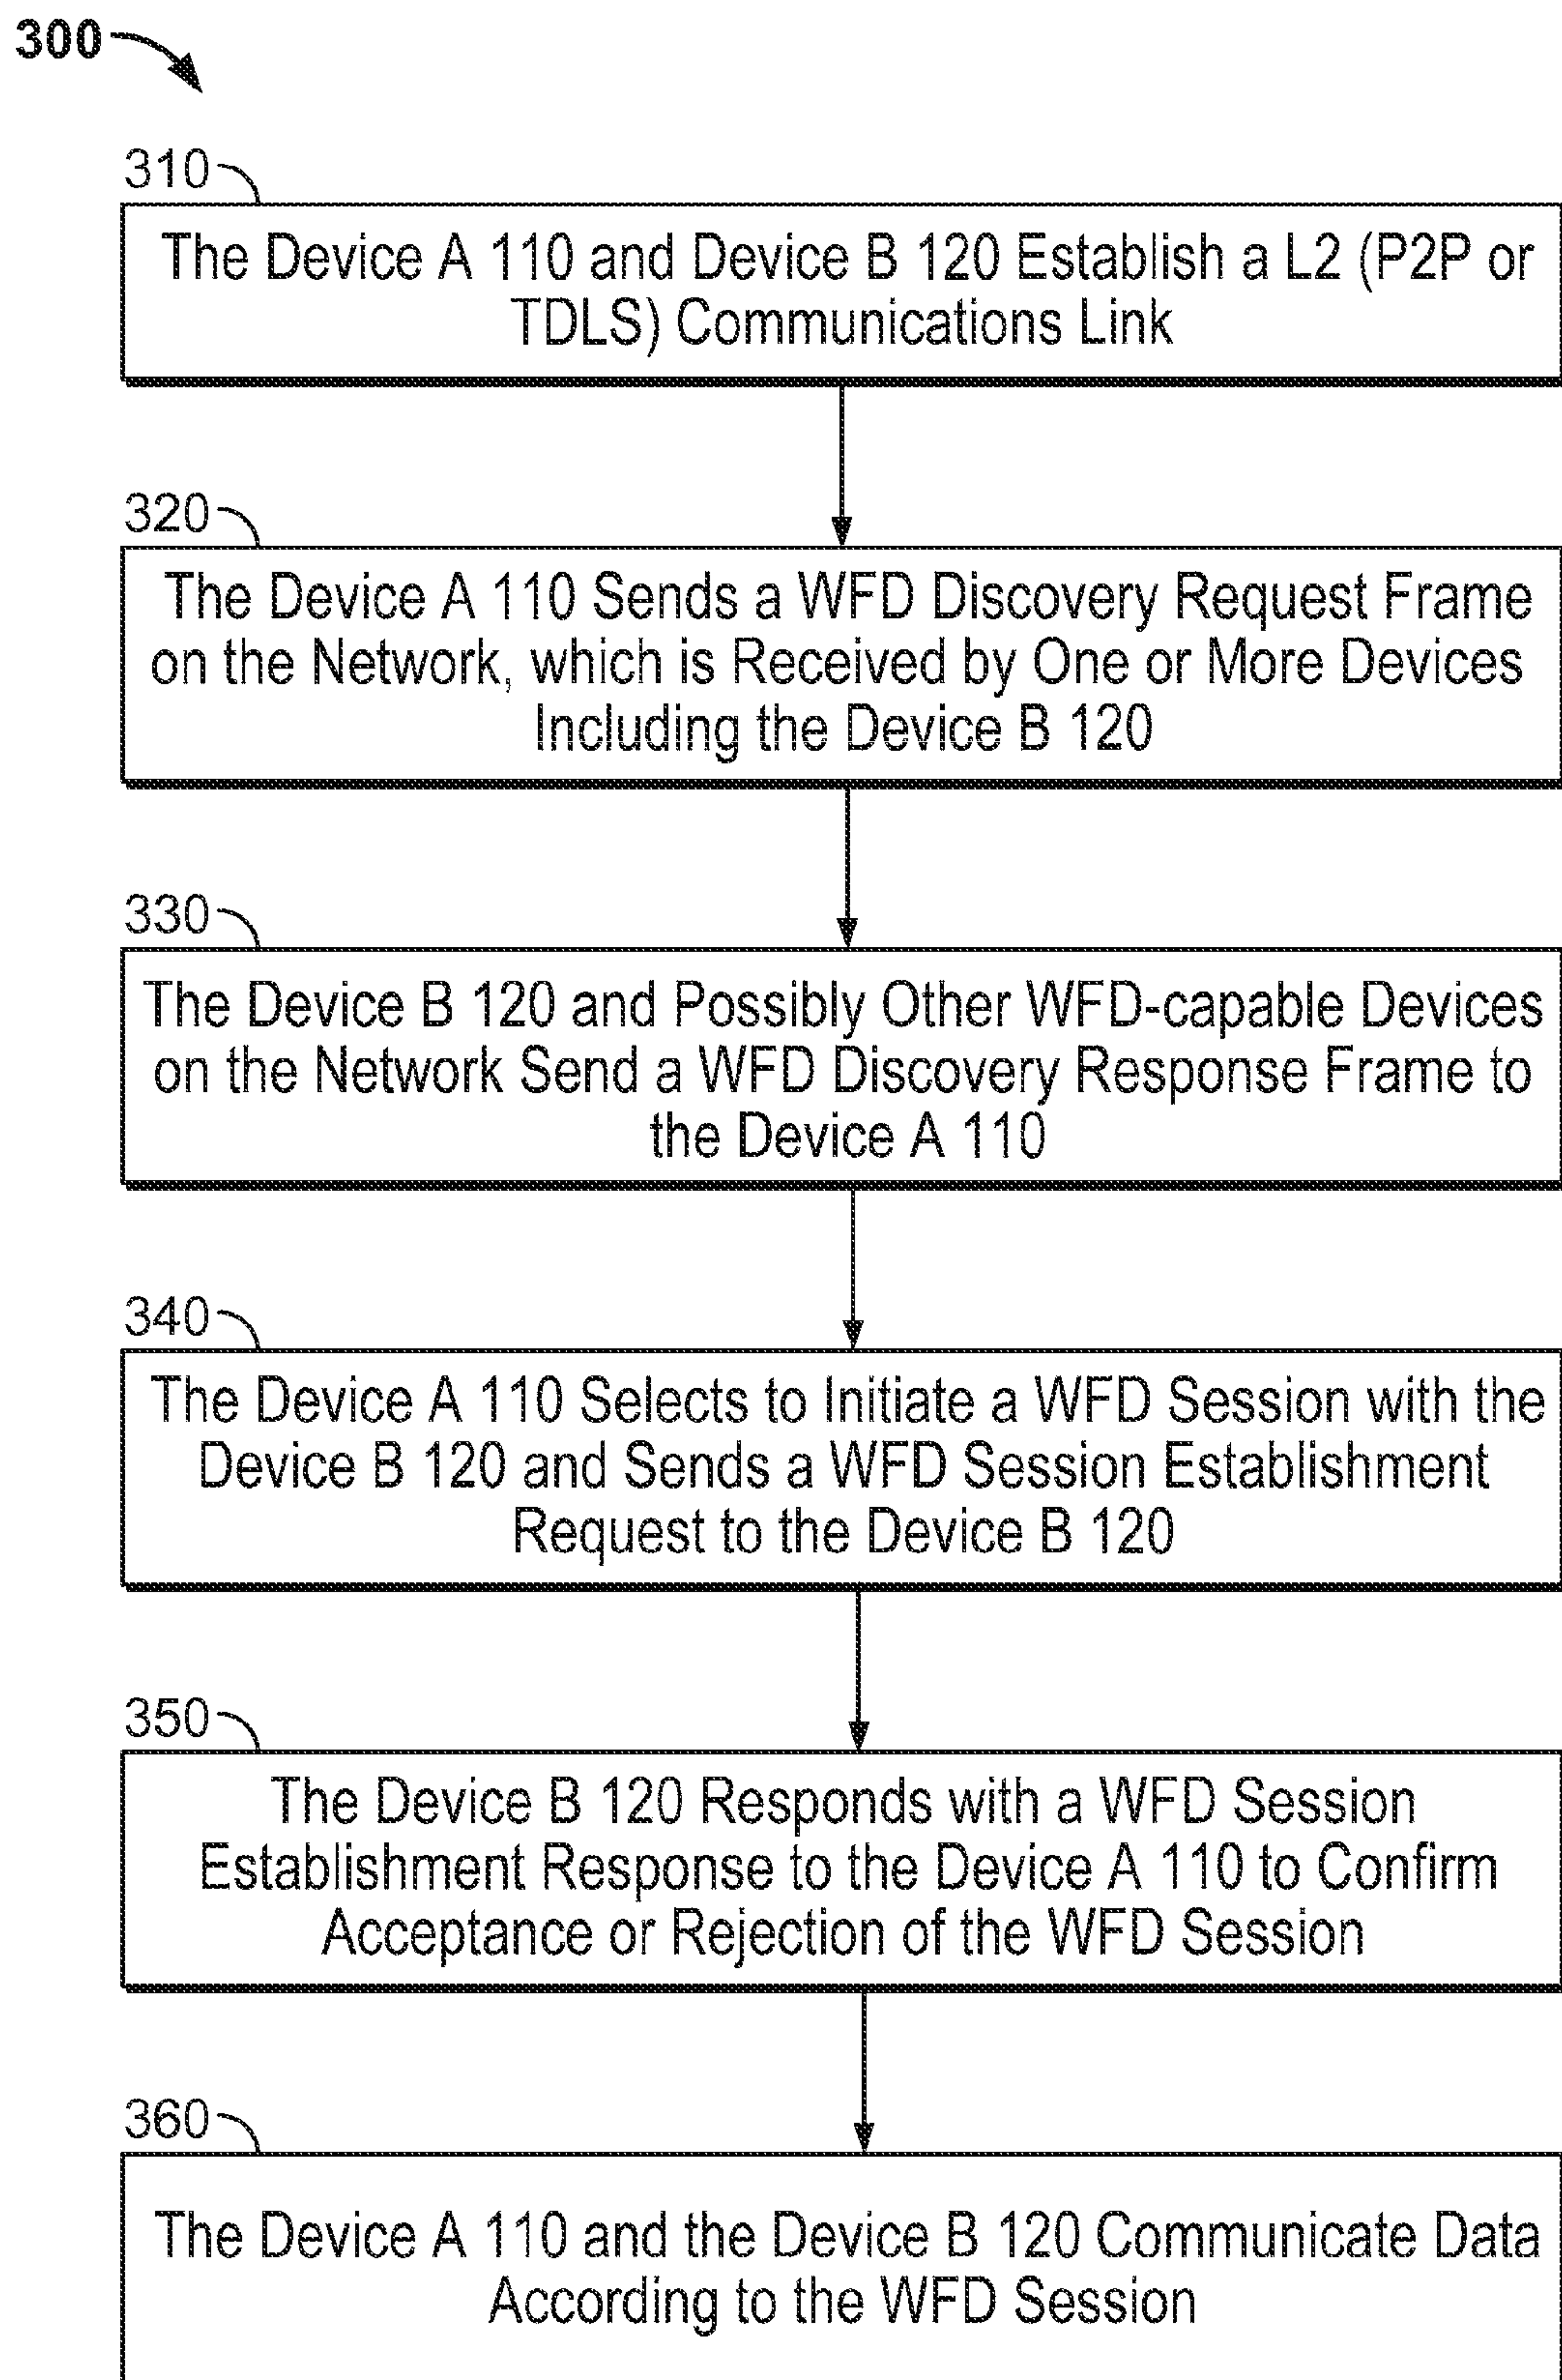 300
310
The Device A 110 and Device B 120 Establish a L2 (P2P or
TDLS) Communications Link
320
The Device A 110 Sends a WFD Discovery Request Frame
on the Network, which is Received by One or More Devices
Including the Device B 120
330
The Device B 120 and Possibly Other WFD-capable Devices
on the Network Send a WFD Discovery Response Frame to
the Device A 110
340
The Device A 110 Selects to Initiate a WFD Session with the
Device B 120 and Sends a WFD Session Establishment
Request to the Device B 120
350
The Device B 120 Responds with a WFD Session
Establishment Response to the Device A 110 to Confirm
Acceptance or Rejection of the WFD Session
360
The Device A 110 and the Device B 120 Communicate Data
According to the WFD Session